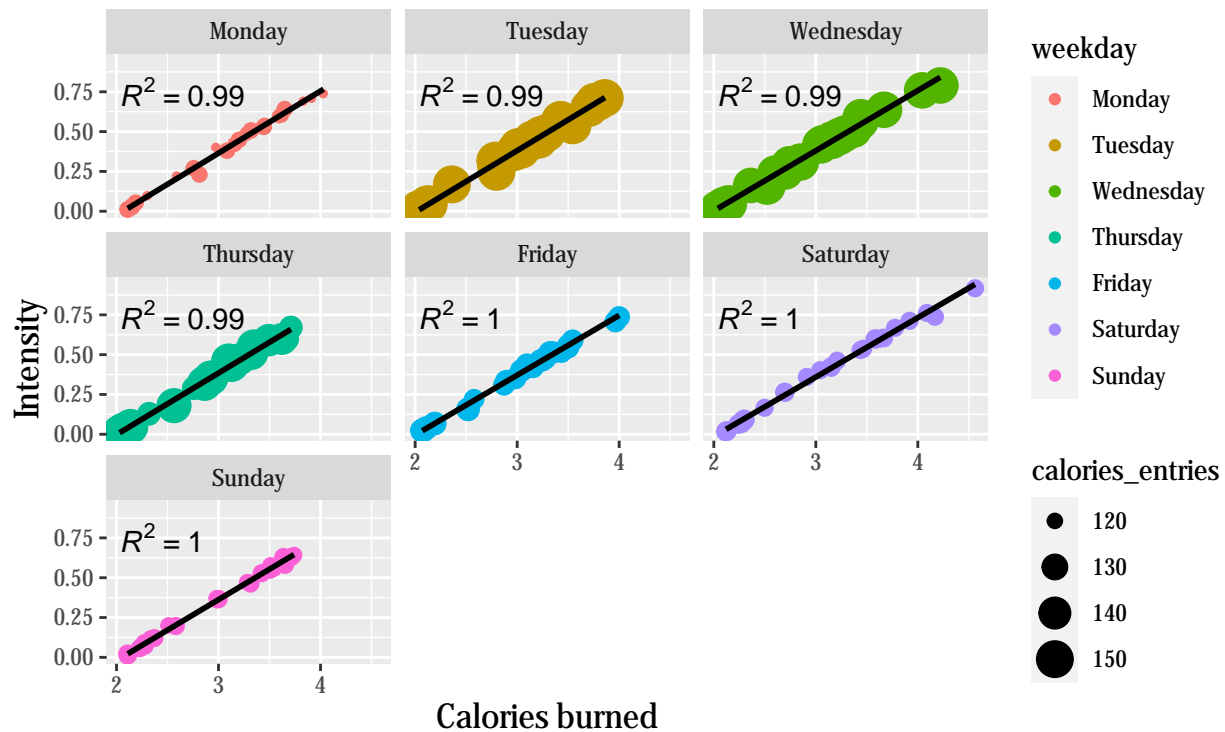 Monday
Tuesday
Wednesday
R² = 0.99
R² = 0.99
R² = 0.99
0.75
0.50
0.25
0.00
Thursday
Friday
Saturday
R² = 0.99
R² = 1
R² = 1
0.75
0.50
0.25
0.00
2 3 4
2 3 4
Sunday
R² = 1
0.75
0.50
0.25
0.00
2 3 4
Intensity
Calories burned
weekday
Monday
Tuesday
Wednesday
Thursday
Friday
Saturday
Sunday
calories_entries
120
130
140
150